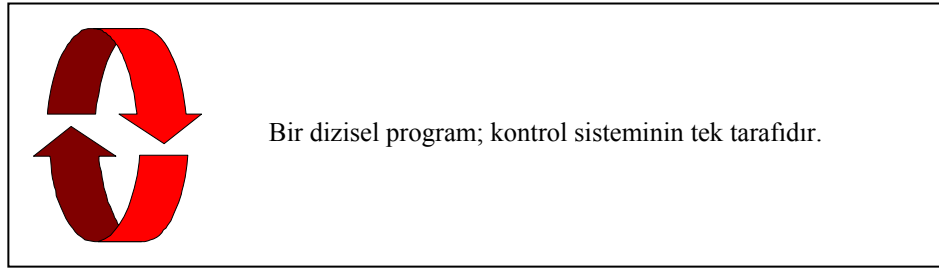 Bir dizisel program; kontrol sisteminin tek tarafıdır.